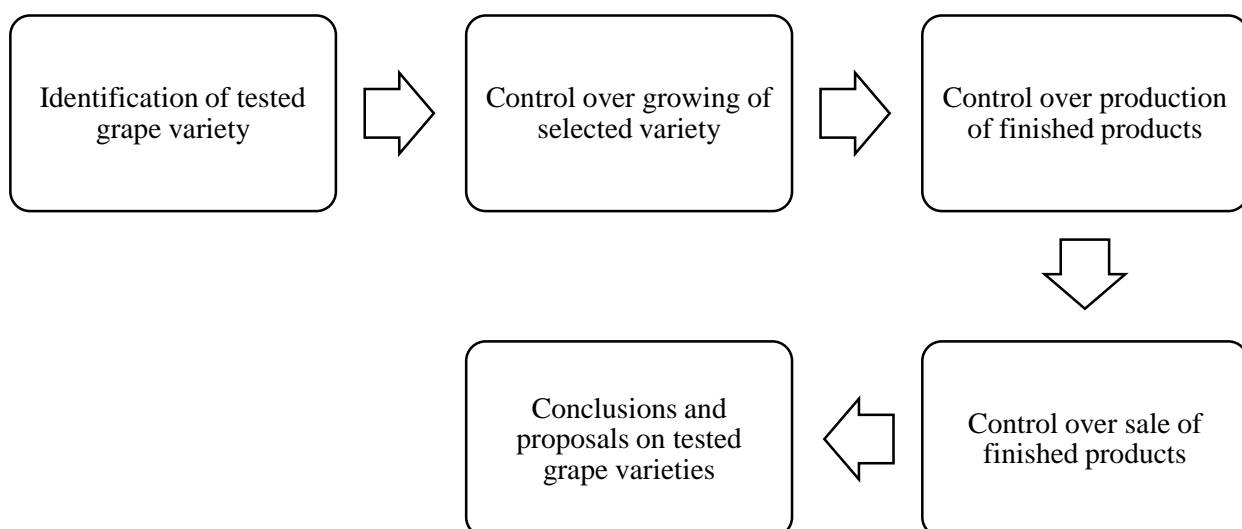 Identification of tested
grape variety
Control over growing of
selected variety
Control over production
of finished products
Control over sale of
finished products
Conclusions and
proposals on tested
grape varieties